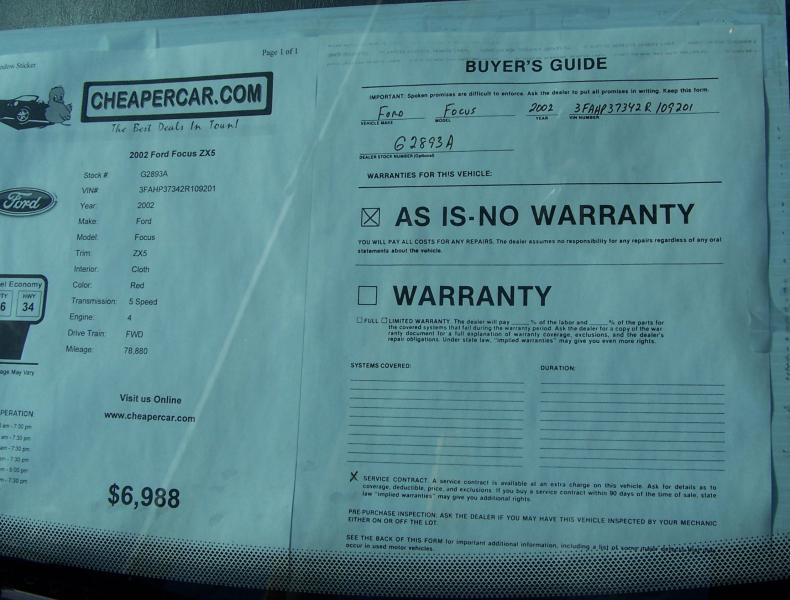 Page 1 of 1
ndow Sticker
CHEAPERCAR.COM
The Best Deals In Town!
2002 Ford Focus ZX5
Stock #: G2893A
VIN#: 3FAHP37342R109201
Year: 2002
Make: Ford
Model: Focus
Trim: ZX5
Interior: Cloth
Color: Red
Transmission: 5 Speed
Engine: 4
Drive Train: FWD
Mileage: 78,880
Ford
el Economy
TY HWY
6 34
age May Vary
Visit us Online
www.cheapercar.com
PERATION:
am - 7:30 pm
am - 7:30 pm
am - 7:30 pm
- 7:30 pm
- 6:00 pm
- 7:30 pm
$6,988
BUYER'S GUIDE
IMPORTANT: Spoken promises are difficult to enforce. Ask the dealer to put all promises in writing. Keep this form.
Ford Focus 2002 3FAHP37342R109201
VEHICLE MAKE MODEL YEAR VIN NUMBER
G2893A
DEALER STOCK NUMBER (Optional)
WARRANTIES FOR THIS VEHICLE:
☒ AS IS-NO WARRANTY
YOU WILL PAY ALL COSTS FOR ANY REPAIRS. The dealer assumes no responsibility for any repairs regardless of any oral
statements about the vehicle.
☐ WARRANTY
☐ FULL ☐ LIMITED WARRANTY. The dealer will pay ____% of the labor and ____% of the parts for
the covered systems that fail during the warranty period. Ask the dealer for a copy of the war
ranty document for a full explanation of warranty coverage, exclusions, and the dealer's
repair obligations. Under state law, "implied warranties" may give you even more rights.
SYSTEMS COVERED: DURATION:
X SERVICE CONTRACT. A service contract is available at an extra charge on this vehicle. Ask for details as to
coverage, deductible, price, and exclusions. If you buy a service contract within 90 days of the time of sale, state
law "implied warranties" may give you additional rights.
PRE-PURCHASE INSPECTION: ASK THE DEALER IF YOU MAY HAVE THIS VEHICLE INSPECTED BY YOUR MECHANIC
EITHER ON OR OFF THE LOT.
SEE THE BACK OF THIS FORM for important additional information, including a list of some major defects that may
occur in used motor vehicles.